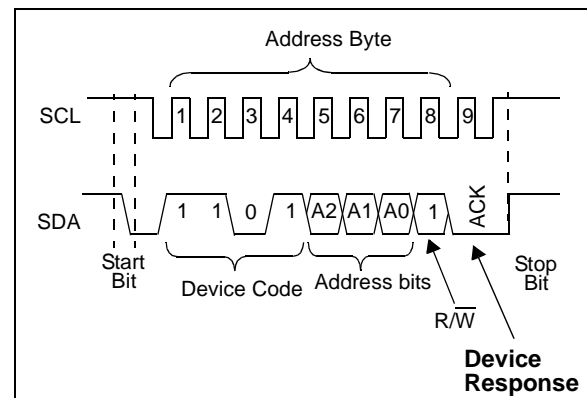 Address Byte
SCL 1 2 3 4 5 6 7 8 9
SDA 1 1 0 1 A2 A1 A0 1 ACK
Start
Bit
Device Code
Address bits
Stop
Bit
R/W̅
Device
Response